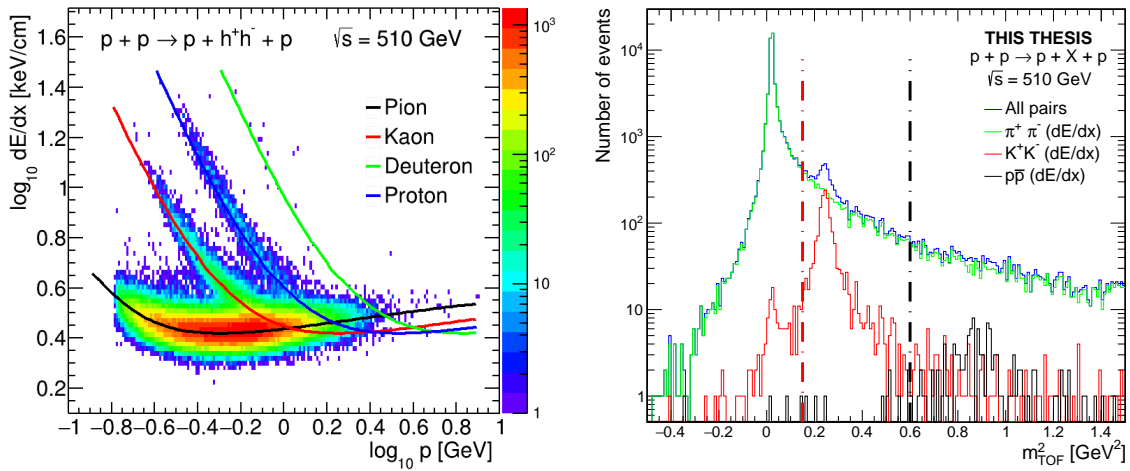 p + p → p + h⁺h⁻ + p √s = 510 GeV
Pion
Kaon
Deuteron
Proton
log₁₀ dE/dx [keV/cm]
1.6
1.4
1.2
1.0
0.8
0.6
0.4
0.2
−1 −0.8 −0.6 −0.4 −0.2 0 0.2 0.4 0.6 0.8 1
log₁₀ p [GeV]
10³
10²
10
1
Number of events
10⁴
10³
10²
10
1
THIS THESIS
p + p → p + X + p
√s = 510 GeV
All pairs
π⁺ π⁻ (dE/dx)
K⁺K⁻ (dE/dx)
pp̅ (dE/dx)
−0.4 −0.2 0 0.2 0.4 0.6 0.8 1 1.2 1.4
m²TOF [GeV²]